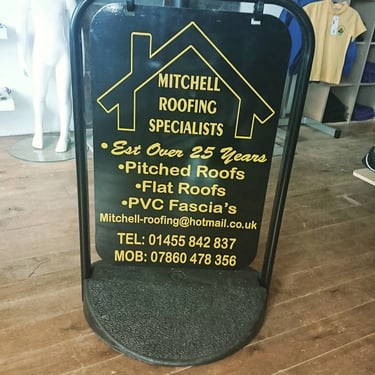 MITCHELL
ROOFING
SPECIALISTS
• Est Over 25 Years
•Pitched Roofs
•Flat Roofs
•PVC Fascia's
Mitchell-roofing@hotmail.co.uk
TEL: 01455 842 837
MOB: 07860 478 356